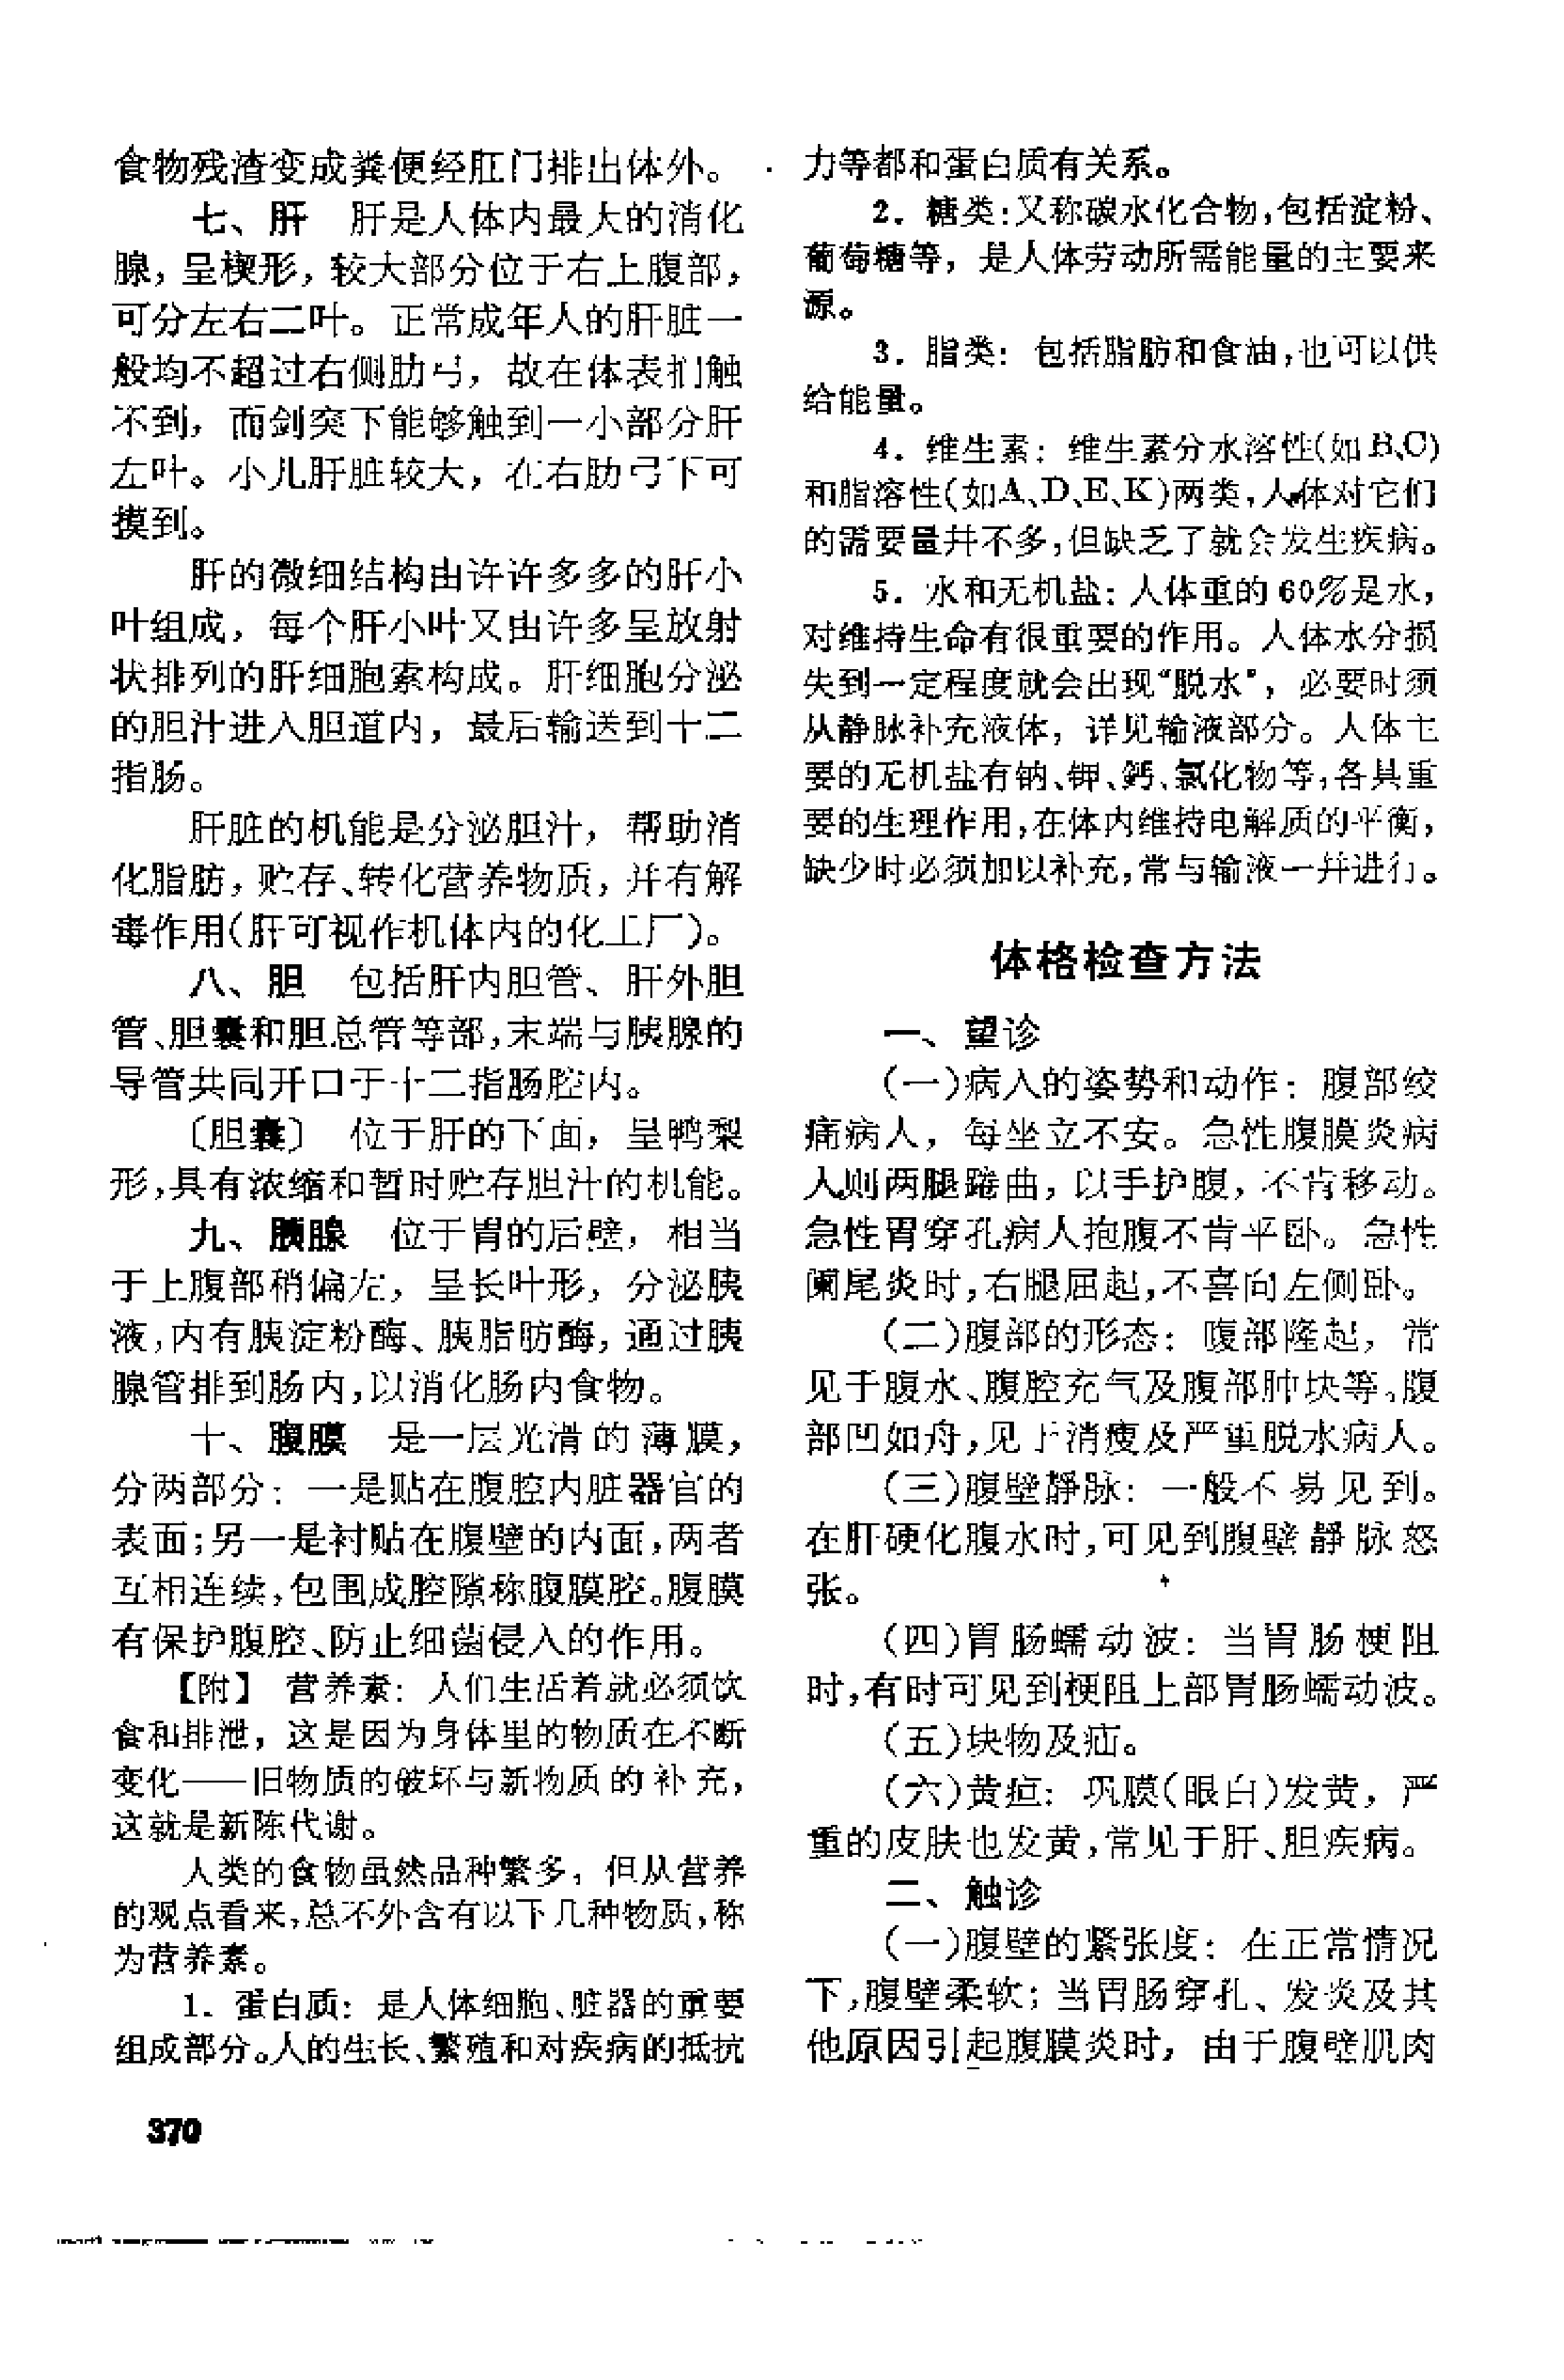 食物残渣变成粪便经肛门排出体外。
七、肝　肝是人体内最大的消化
腺，呈楔形，较大部分位于右上腹部，
可分左右二叶。正常成年人的肝脏一
般均不超过右侧肋弓，故在体表扪触
不到，而剑突下能够触到一小部分肝
左叶。小儿肝脏较大，在右肋弓下可
摸到。
肝的微细结构由许许多多的肝小
叶组成，每个肝小叶又由许多呈放射
状排列的肝细胞索构成。肝细胞分泌
的胆汁进入胆道内，最后输送到十二
指肠。
肝脏的机能是分泌胆汁，帮助消
化脂肪，贮存、转化营养物质，并有解
毒作用(肝可视作机体内的化工厂)。
八、胆　包括肝内胆管、肝外胆
管、胆囊和胆总管等部，末端与胰腺的
导管共同开口于十二指肠腔内。
〔胆囊〕　位于肝的下面，呈鸭梨
形，具有浓缩和暂时贮存胆汁的机能。
九、胰腺　位于胃的后壁，相当
于上腹部稍偏左，呈长叶形，分泌胰
液，内有胰淀粉酶、胰脂肪酶，通过胰
腺管排到肠内，以消化肠内食物。
十、腹膜　是一层光滑的薄膜，
分两部分：一是贴在腹腔内脏器官的
表面；另一是衬贴在腹壁的内面，两者
互相连续，包围成腔隙称腹膜腔。腹膜
有保护腹腔、防止细菌侵入的作用。
【附】　营养素：人们生活着就必须饮
食和排泄，这是因为身体里的物质在不断
变化——旧物质的破坏与新物质的补充，
这就是新陈代谢。
人类的食物虽然品种繁多，但从营养
的观点看来，总不外含有以下几种物质，称
为营养素。
1. 蛋白质：是人体细胞、脏器的重要
组成部分。人的生长、繁殖和对疾病的抵抗
370
力等都和蛋白质有关系。
2. 糖类：又称碳水化合物，包括淀粉、
葡萄糖等，是人体劳动所需能量的主要来
源。
3. 脂类：包括脂肪和食油，也可以供
给能量。
4. 维生素：维生素分水溶性(如B、C)
和脂溶性(如A、D、E、K)两类，人体对它们
的需要量并不多，但缺乏了就会发生疾病。
5. 水和无机盐：人体重的60%是水，
对维持生命有很重要的作用。人体水分损
失到一定程度就会出现“脱水”，必要时须
从静脉补充液体，详见输液部分。人体主
要的无机盐有钠、钾、钙、氯化物等，各具重
要的生理作用，在体内维持电解质的平衡，
缺少时必须加以补充，常与输液一并进行。
体格检查方法
一、望诊
(一)病人的姿势和动作：腹部绞
痛病人，每坐立不安。急性腹膜炎病
人则两腿踡曲，以手护腹，不肯移动。
急性胃穿孔病人抱腹不肯平卧。急性
阑尾炎时，右腿屈起，不喜向左侧卧。
(二)腹部的形态：腹部隆起，常
见于腹水、腹腔充气及腹部肿块等。腹
部凹如舟，见于消瘦及严重脱水病人。
(三)腹壁静脉：一般不易见到。
在肝硬化腹水时，可见到腹壁静脉怒
张。
(四)胃肠蠕动波：当胃肠梗阻
时，有时可见到梗阻上部胃肠蠕动波。
(五)块物及疝。
(六)黄疸：巩膜(眼白)发黄，严
重的皮肤也发黄，常见于肝、胆疾病。
二、触诊
(一)腹壁的紧张度：在正常情况
下，腹壁柔软；当胃肠穿孔、发炎及其
他原因引起腹膜炎时，由于腹壁肌肉